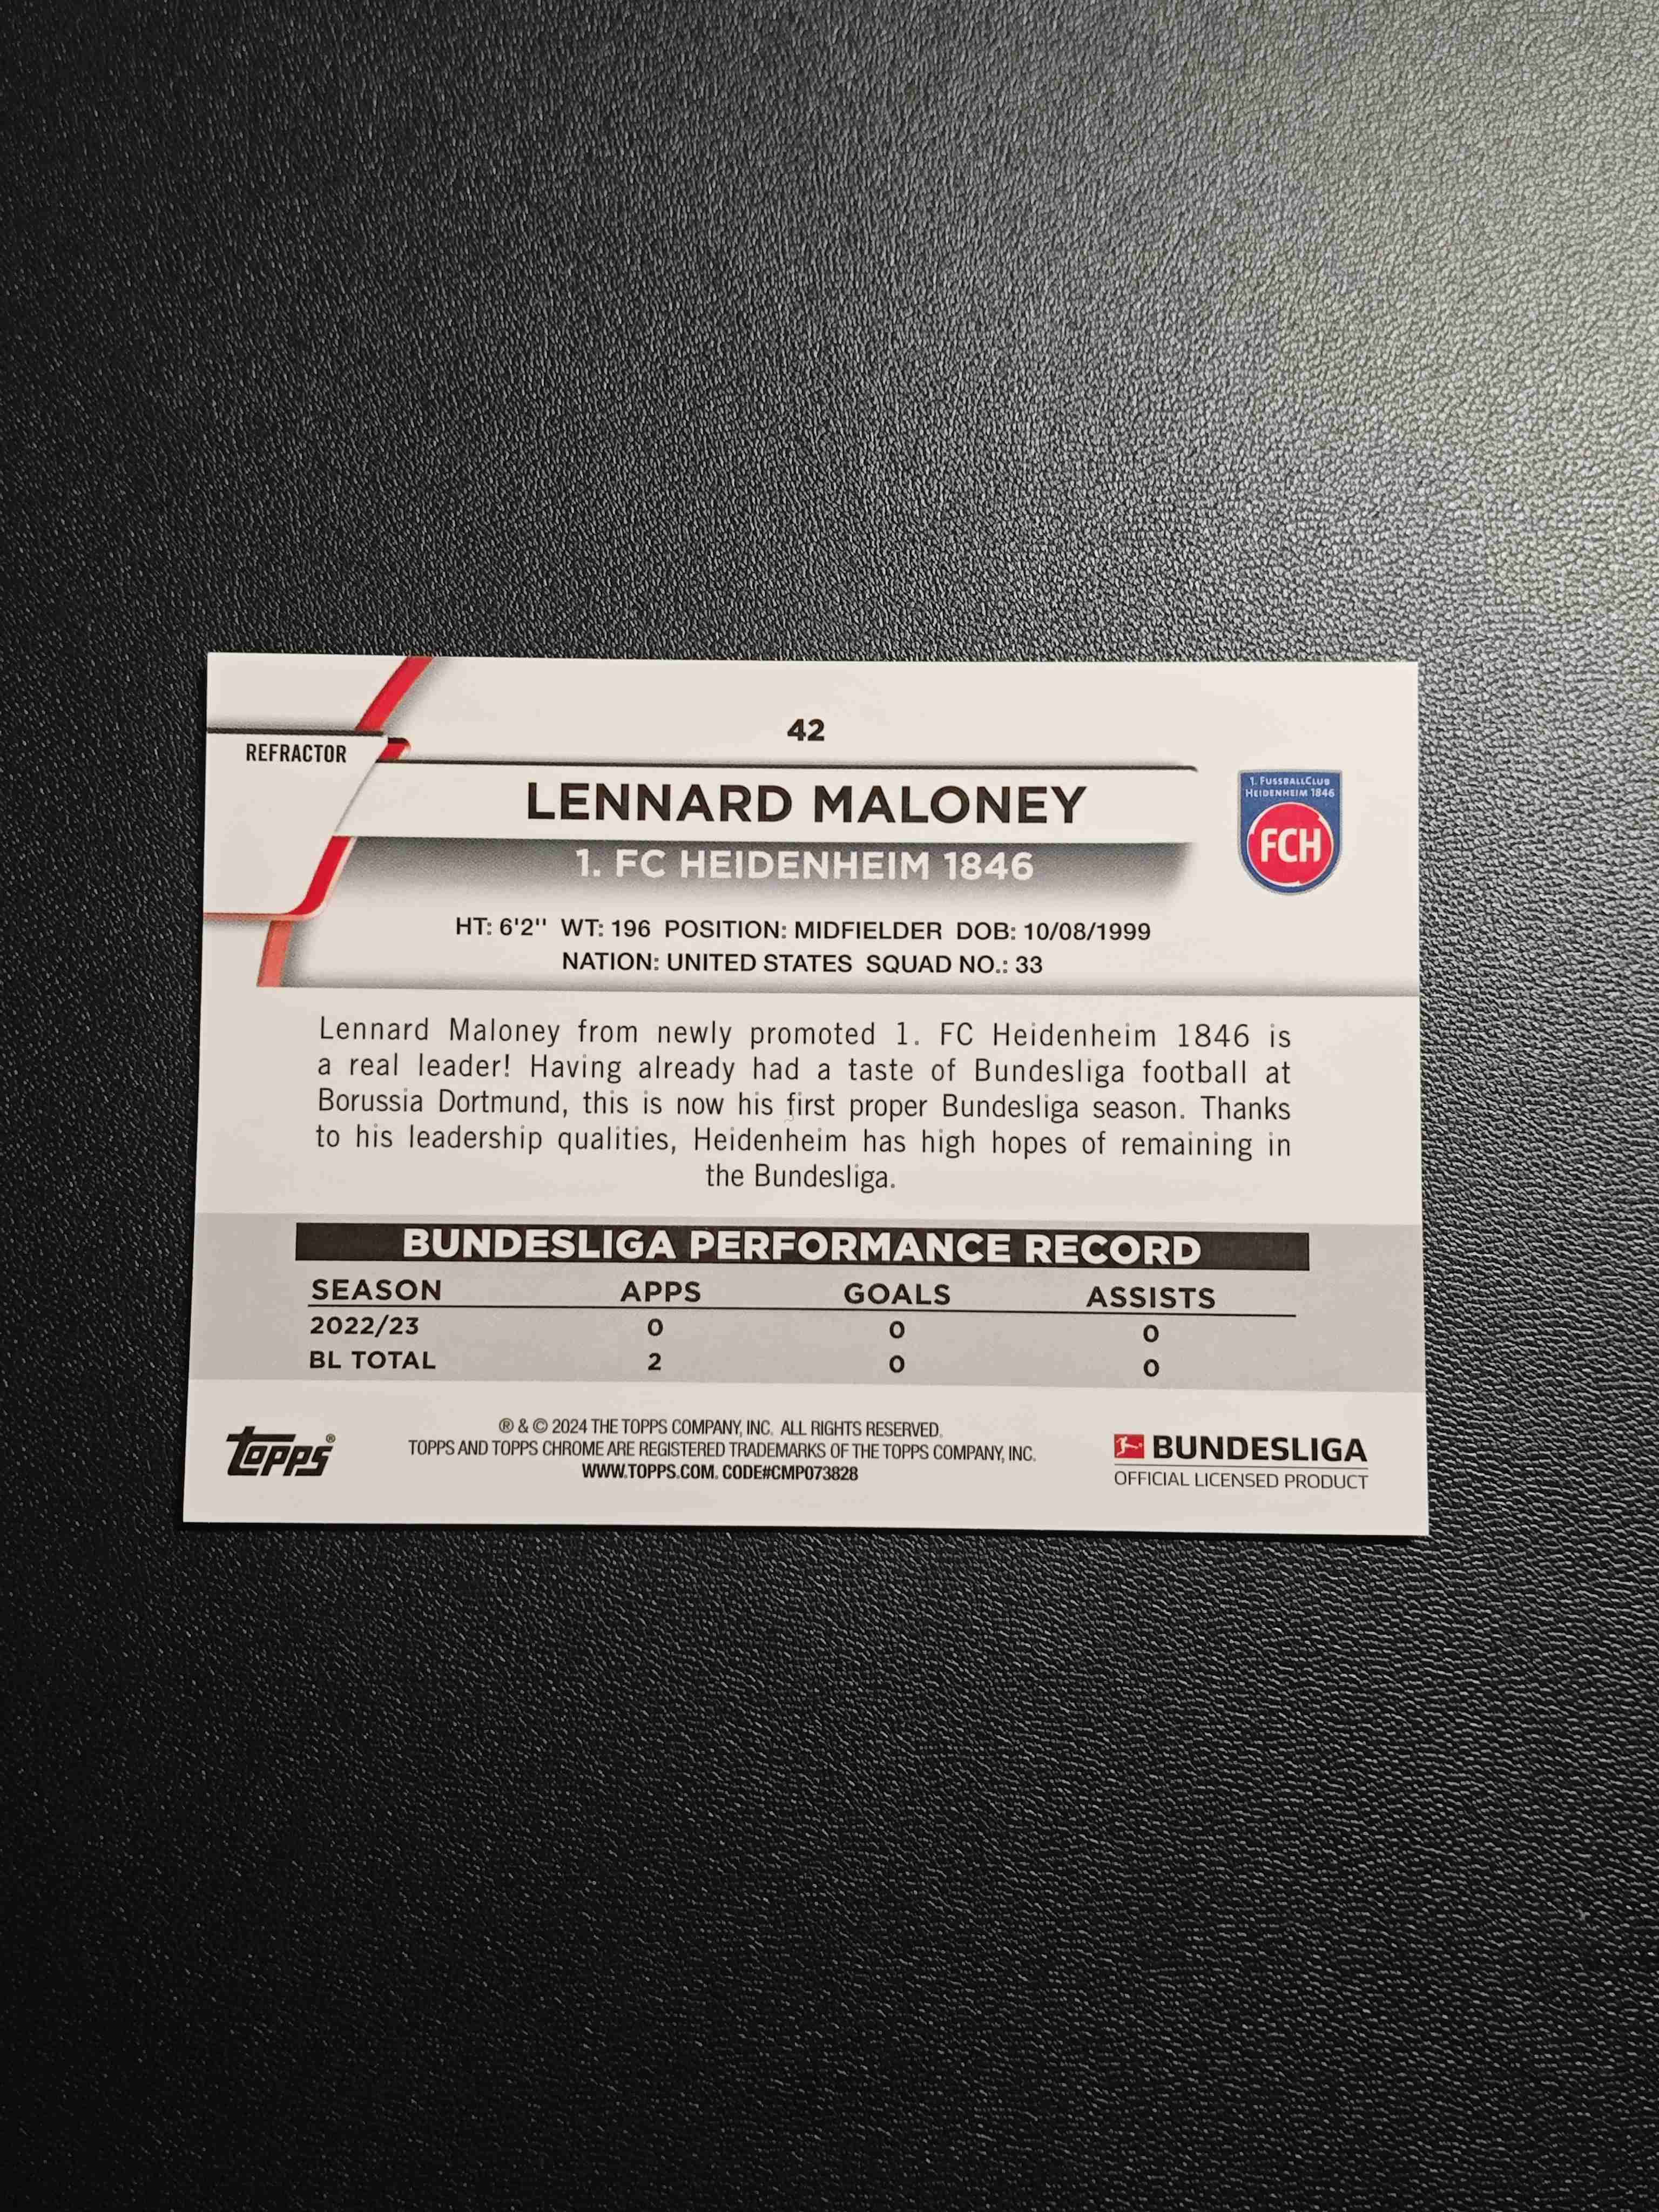 42
REFRACTOR
LENNARD MALONEY
1. FUSSBALLCLUB
HEIDENHEIM 1846
FCH
1. FC HEIDENHEIM 1846
HT: 6'2" WT: 196 POSITION: MIDFIELDER DOB: 10/08/1999
NATION: UNITED STATES SQUAD NO.: 33
Lennard Maloney from newly promoted 1. FC Heidenheim 1846 is
a real leader! Having already had a taste of Bundesliga football at
Borussia Dortmund, this is now his first proper Bundesliga season. Thanks
to his leadership qualities, Heidenheim has high hopes of remaining in
the Bundesliga.
BUNDESLIGA PERFORMANCE RECORD
SEASON APPS GOALS ASSISTS
2022/23 0 0 0
BL TOTAL 2 0 0
topps®
® & © 2024 THE TOPPS COMPANY, INC. ALL RIGHTS RESERVED.
TOPPS AND TOPPS CHROME ARE REGISTERED TRADEMARKS OF THE TOPPS COMPANY, INC.
WWW.TOPPS.COM. CODE#CMP073828
BUNDESLIGA
OFFICIAL LICENSED PRODUCT